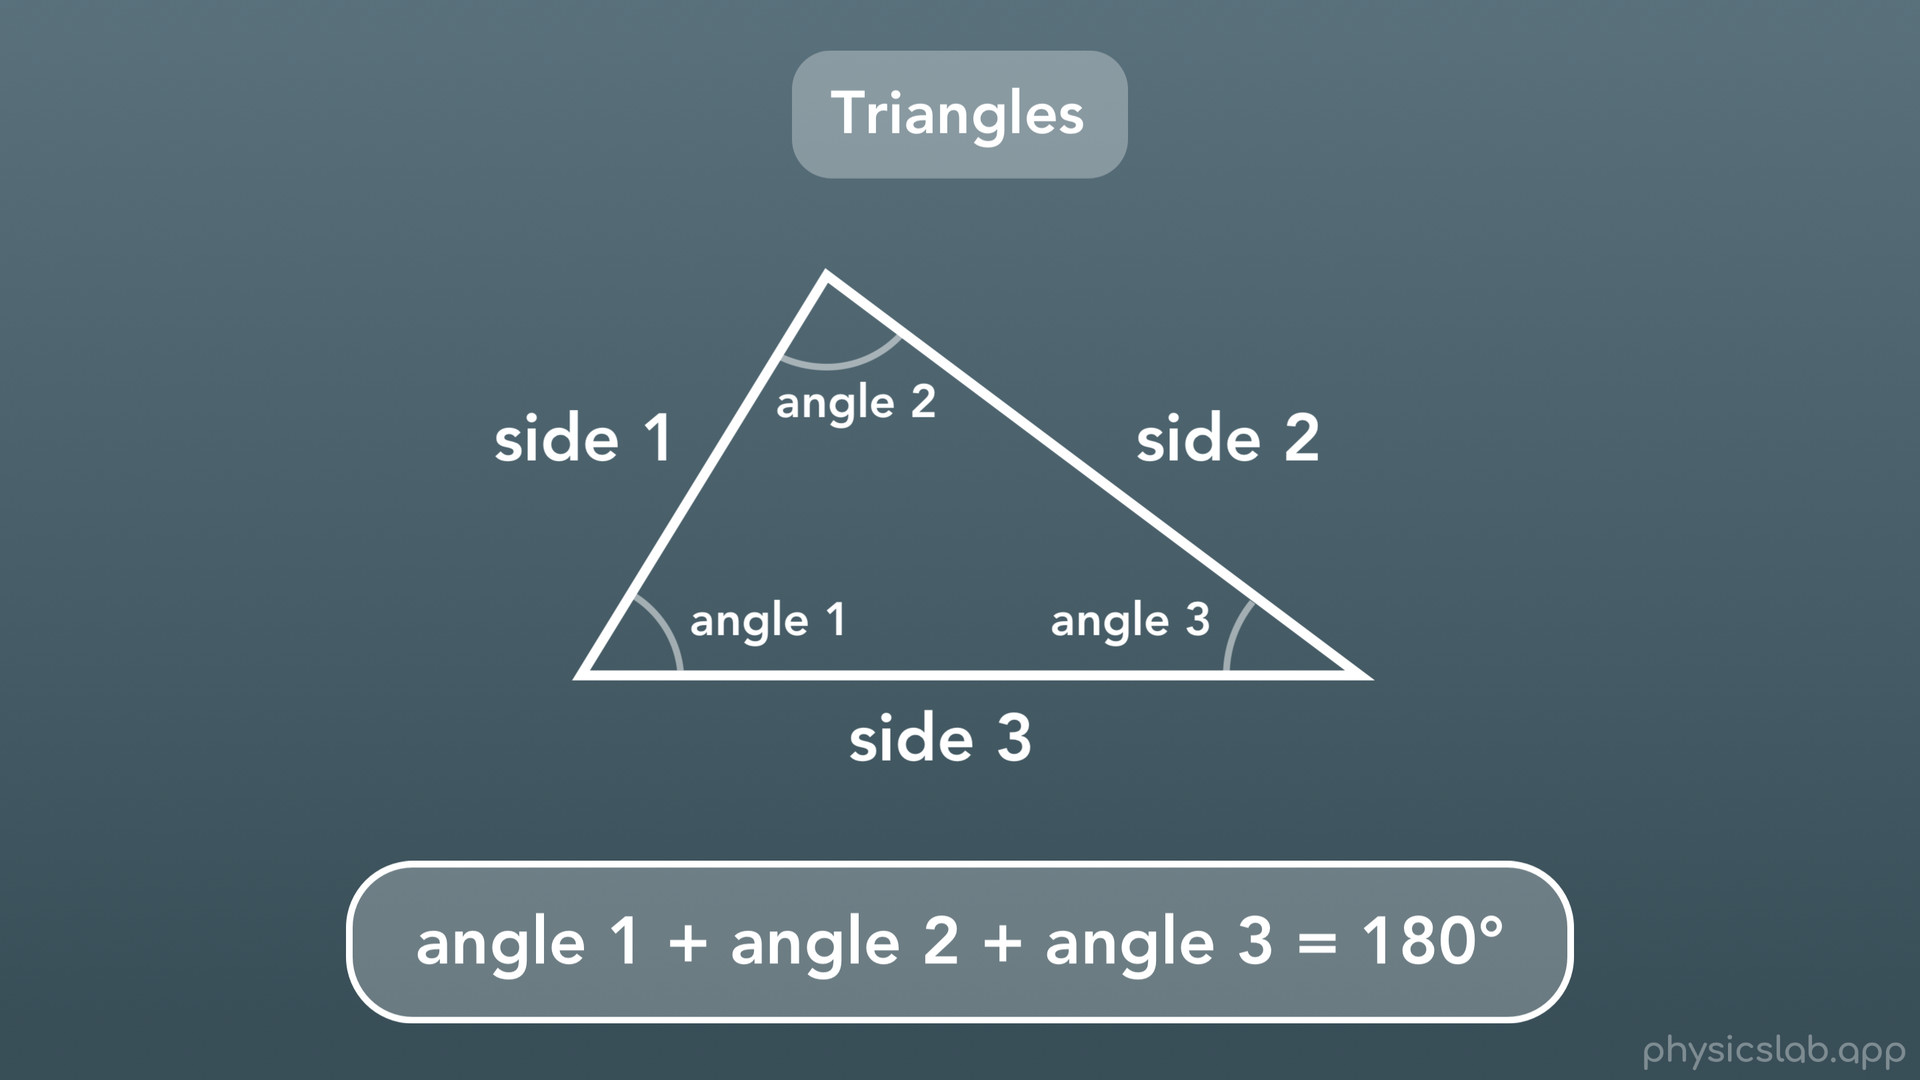 Triangles
angle 2
side 1
side 2
angle 1
angle 3
side 3
angle 1 + angle 2 + angle 3 = 180°
physicslab.app